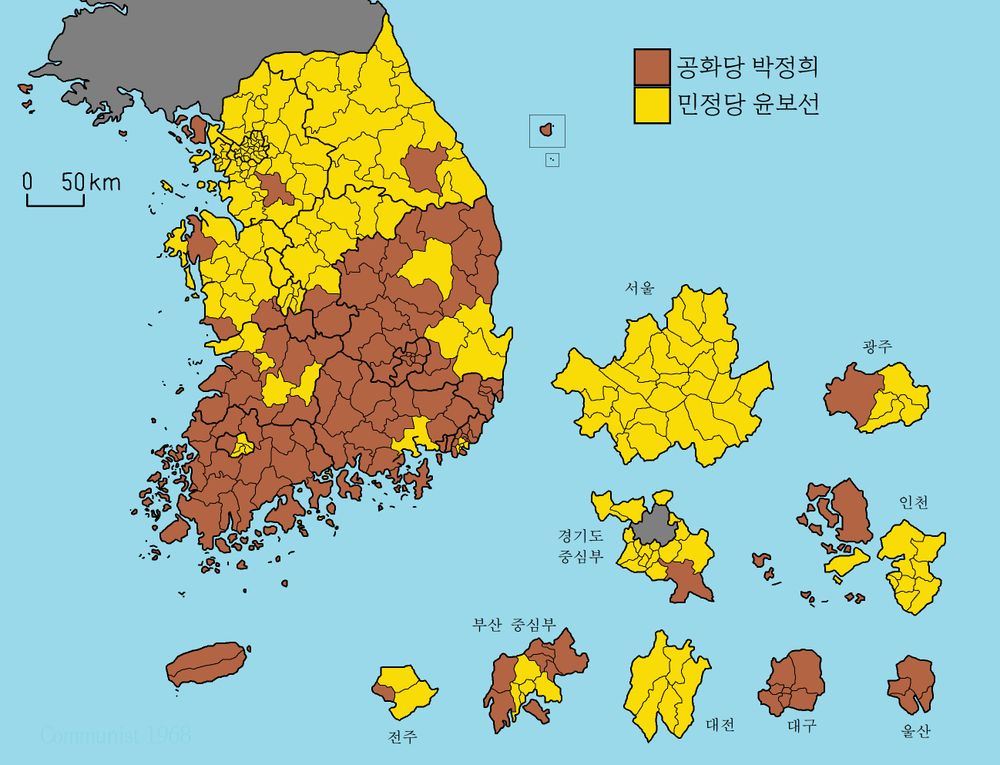 공화당 박정희
민정당 윤보선
0 50km
서울
광주
경기도
중심부
인천
부산 중심부
전주
대전
대구
울산
Communist 1968